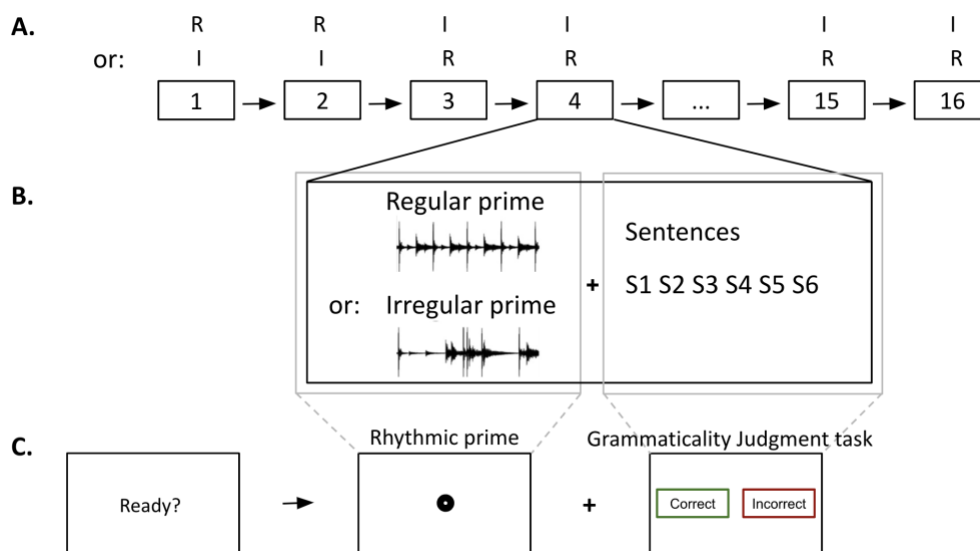 A.
R R I I I I
or: I I R R R R
1 2 3 4 ... 15 16
B.
Regular prime
or: Irregular prime
+
Sentences
S1 S2 S3 S4 S5 S6
C.
Rhythmic prime
Grammaticality Judgment task
Ready?
+
Correct Incorrect